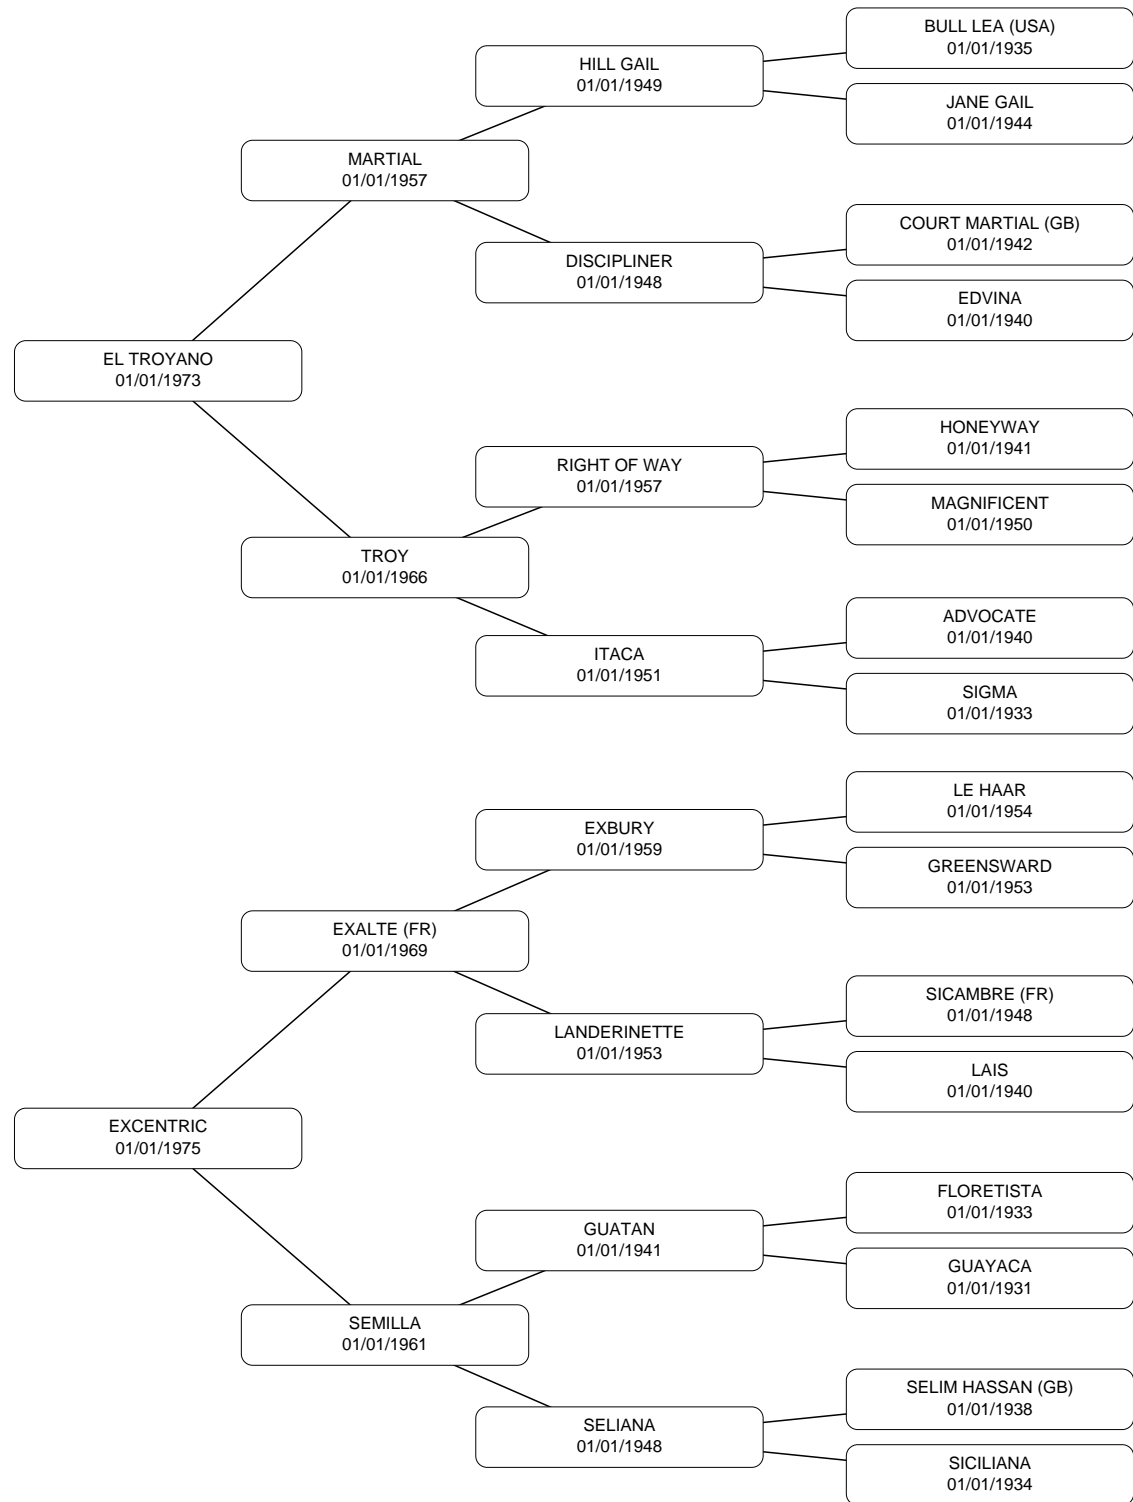 BULL LEA (USA)
01/01/1935
HILL GAIL
01/01/1949
JANE GAIL
01/01/1944
MARTIAL
01/01/1957
COURT MARTIAL (GB)
01/01/1942
DISCIPLINER
01/01/1948
EDVINA
01/01/1940
EL TROYANO
01/01/1973
HONEYWAY
01/01/1941
RIGHT OF WAY
01/01/1957
MAGNIFICENT
01/01/1950
TROY
01/01/1966
ADVOCATE
01/01/1940
ITACA
01/01/1951
SIGMA
01/01/1933
LE HAAR
01/01/1954
EXBURY
01/01/1959
GREENSWARD
01/01/1953
EXALTE (FR)
01/01/1969
SICAMBRE (FR)
01/01/1948
LANDERINETTE
01/01/1953
LAIS
01/01/1940
EXCENTRIC
01/01/1975
FLORETISTA
01/01/1933
GUATAN
01/01/1941
GUAYACA
01/01/1931
SEMILLA
01/01/1961
SELIM HASSAN (GB)
01/01/1938
SELIANA
01/01/1948
SICILIANA
01/01/1934